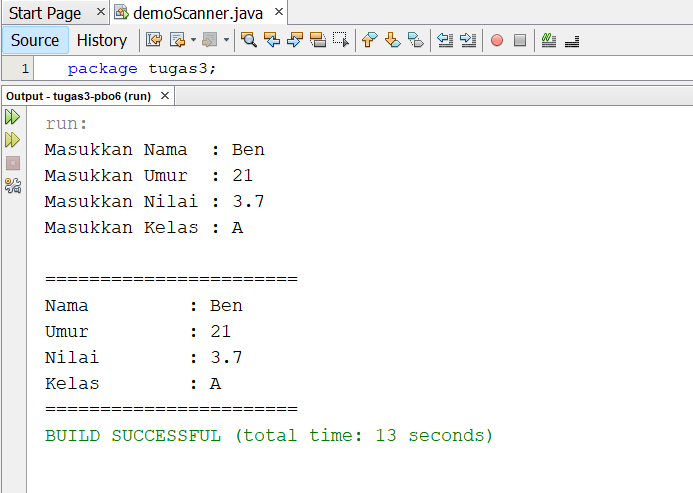 Start Page × demoScanner.java ×
Source History
1 package tugas3;
Output - tugas3-pbo6 (run) ×
run:
Masukkan Nama  : Ben
Masukkan Umur  : 21
Masukkan Nilai : 3.7
Masukkan Kelas : A
=======================
Nama         : Ben
Umur         : 21
Nilai        : 3.7
Kelas        : A
=======================
BUILD SUCCESSFUL (total time: 13 seconds)